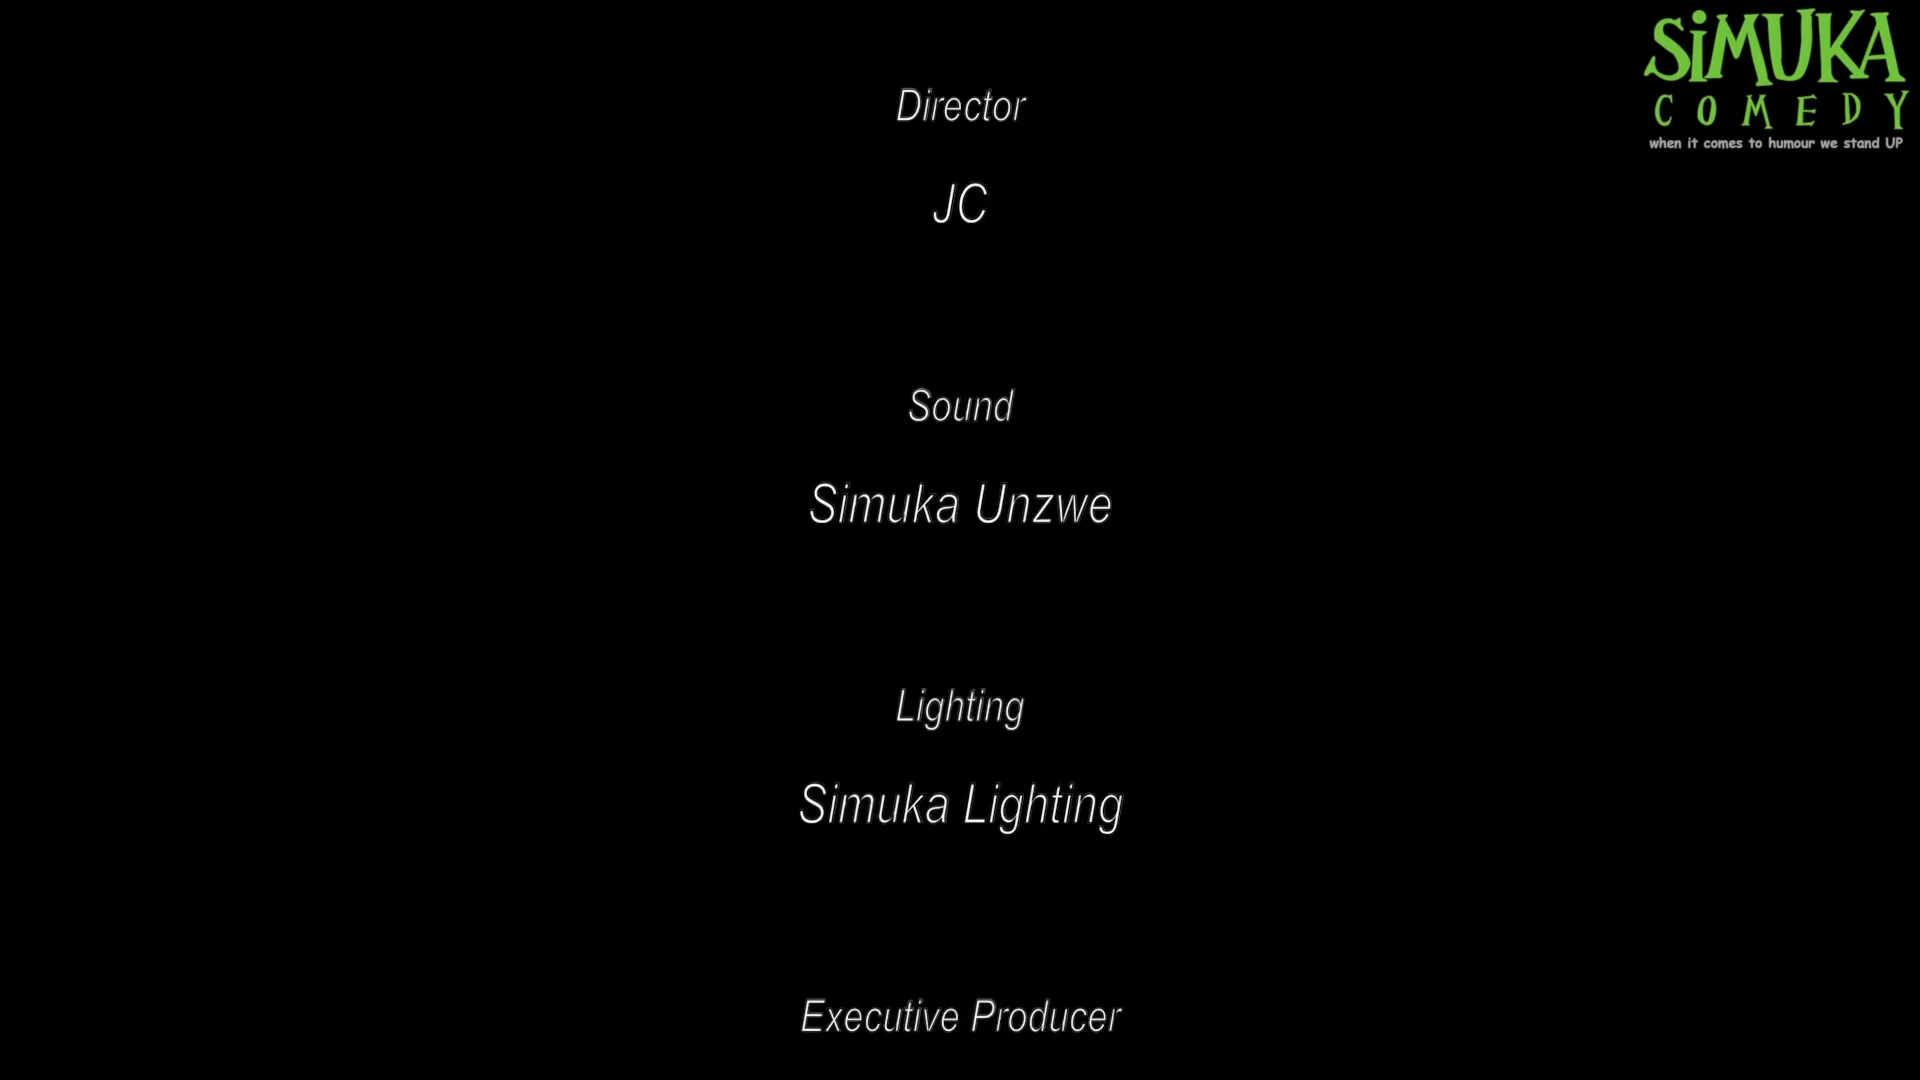 SiMUKA
COMEDY
when it comes to humour we stand UP
Director
JC
Sound
Simuka Unzwe
Lighting
Simuka Lighting
Executive Producer